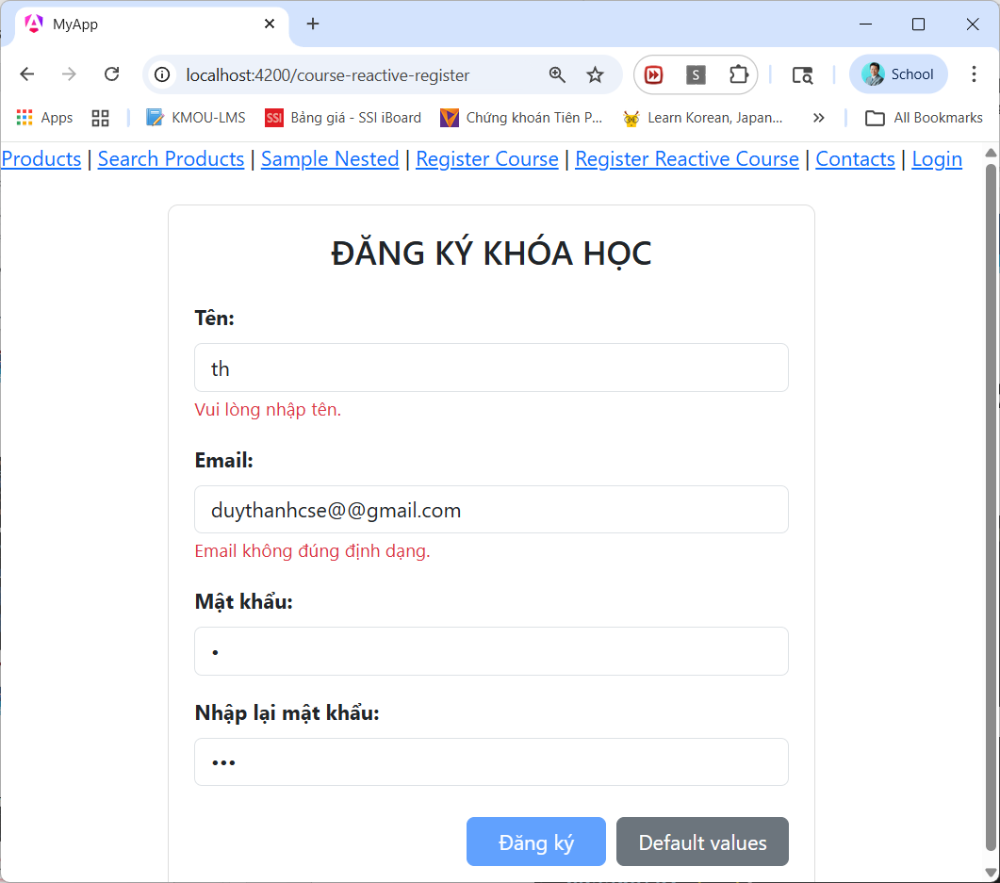 MyApp
localhost:4200/course-reactive-register
S
School
Apps
KMOU-LMS
SSI
Bảng giá - SSI iBoard
Chứng khoán Tiên P...
Learn Korean, Japan...
All Bookmarks
Products | Search Products | Sample Nested | Register Course | Register Reactive Course | Contacts | Login
ĐĂNG KÝ KHÓA HỌC
Tên:
th
Vui lòng nhập tên.
Email:
duythanhcse@@gmail.com
Email không đúng định dạng.
Mật khẩu:
•
Nhập lại mật khẩu:
•••
Đăng ký Default values